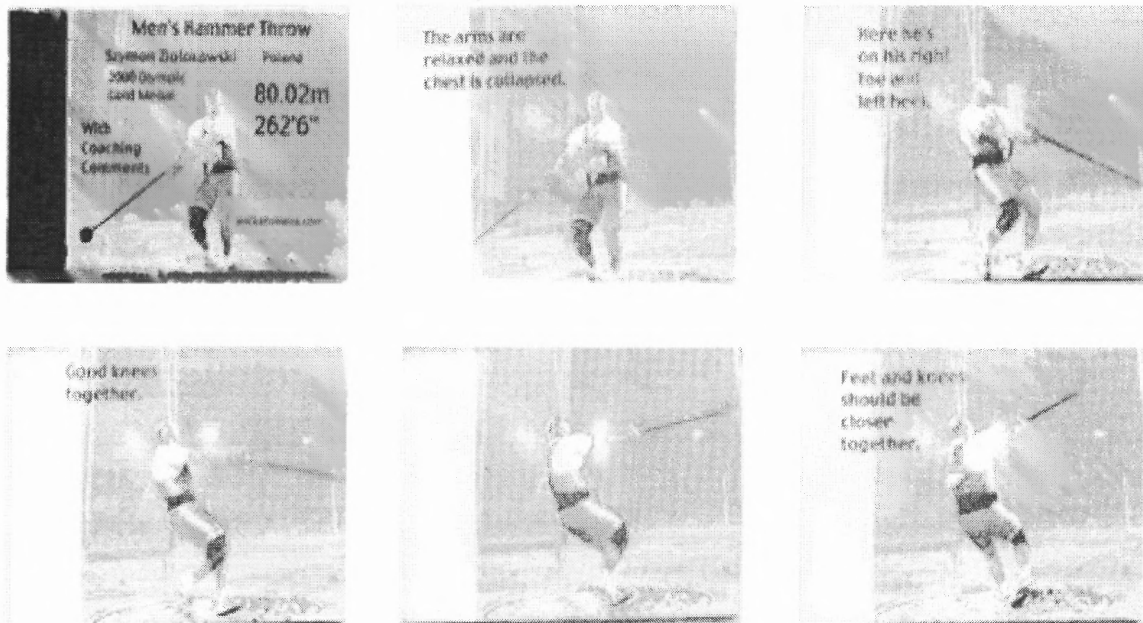 Men's Hammer Throw
Szymon Ziolkowski Poland
2000 Olympic
Gold Medal
80.02m
262'6"
With
Coaching
Comments
The arms are
relaxed and the
chest is collapsed.
Here he's
on his right
toe and
left heel.
Good knees
together.
Feet and knees
should be
closer
together.